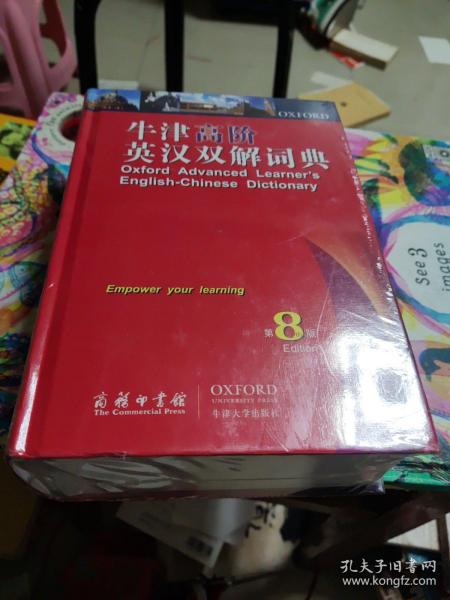 OXFORD
牛津高阶
英汉双解词典
Oxford Advanced Learner's
English-Chinese Dictionary
Empower your learning
第8版
Edition
商务印书馆
The Commercial Press
OXFORD
UNIVERSITY PRESS
牛津大学出版社
See 3
images
孔夫子旧书网
www.kongfz.com